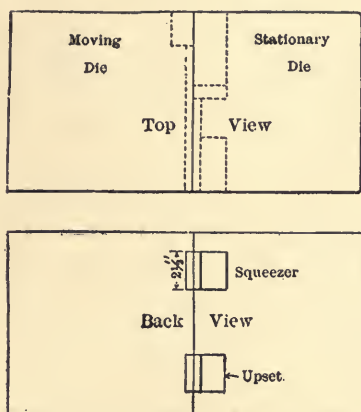 Moving Stationary
Die Die
Top View
2½"
Squeezer
Back View
Upset.